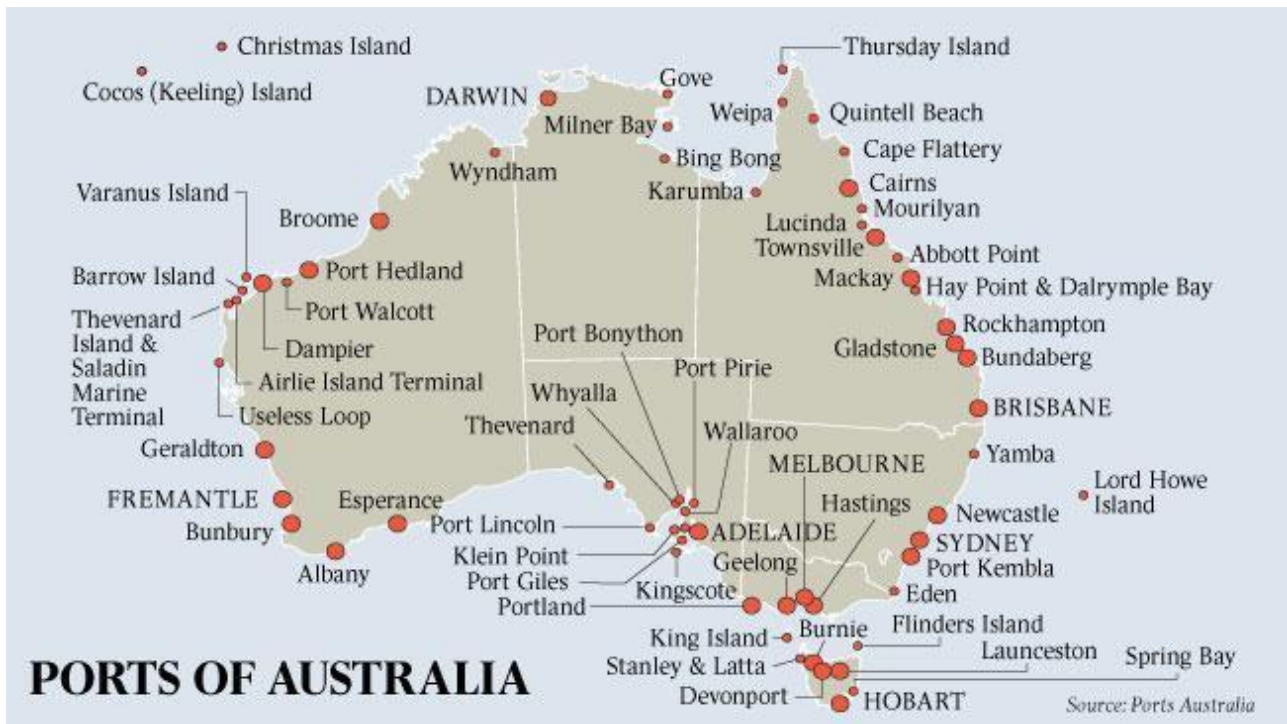 Christmas Island
Thursday Island
Cocos (Keeling) Island
DARWIN
Gove
Weipa
Quintell Beach
Milner Bay
Cape Flattery
Wyndham
Bing Bong
Karumba
Cairns
Varanus Island
Mourilyan
Broome
Lucinda
Townsville
Abbott Point
Barrow Island
Port Hedland
Mackay
Hay Point & Dalrymple Bay
Port Walcott
Thevenard
Island &
Saladin
Marine
Terminal
Rockhampton
Port Bonython
Dampier
Gladstone
Bundaberg
Port Pirie
Airlie Island Terminal
Whyalla
Useless Loop
BRISBANE
Thevenard
Wallaroo
Geraldton
MELBOURNE
Yamba
Lord Howe
Island
FREMANTLE
Esperance
Hastings
Newcastle
Bunbury
Port Lincoln
ADELAIDE
SYDNEY
Klein Point
Geelong
Port Kembla
Albany
Port Giles
Kingscote
Eden
Portland
King Island
Burnie
Flinders Island
Stanley & Latta
Launceston
Spring Bay
Devonport
HOBART
PORTS OF AUSTRALIA
Source: Ports Australia